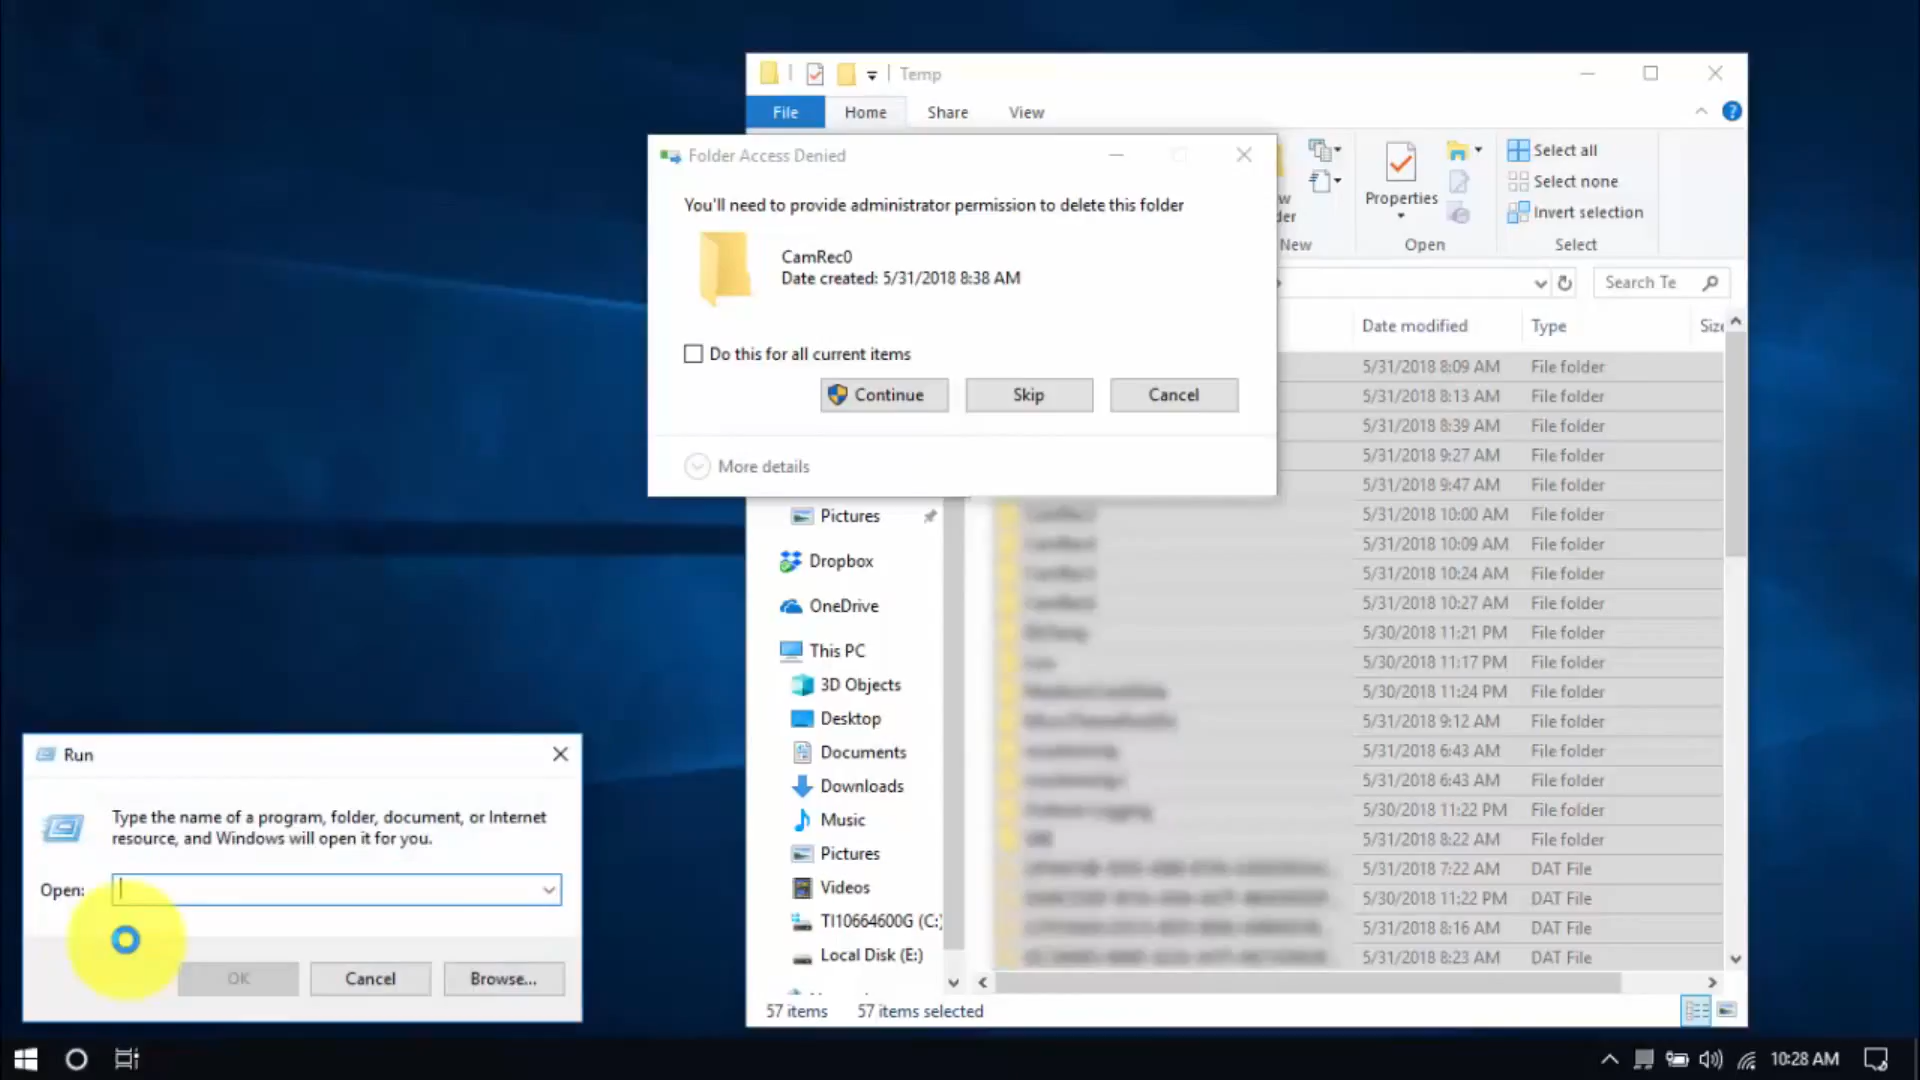 Temp
File
Home
Share
View
Folder Access Denied
You'll need to provide administrator permission to delete this folder
CamRec0
Date created: 5/31/2018 8:38 AM
Do this for all current items
Continue
Skip
Cancel
More details
Properties
Open
Select all
Select none
Invert selection
Select
New
Search Te
Date modified
Type
Size
5/31/2018 8:09 AM File folder
5/31/2018 8:13 AM File folder
5/31/2018 8:39 AM File folder
5/31/2018 9:27 AM File folder
5/31/2018 9:47 AM File folder
5/31/2018 10:00 AM File folder
5/31/2018 10:09 AM File folder
5/31/2018 10:24 AM File folder
5/31/2018 10:27 AM File folder
5/30/2018 11:21 PM File folder
5/30/2018 11:17 PM File folder
5/30/2018 11:24 PM File folder
5/31/2018 9:12 AM File folder
5/31/2018 6:43 AM File folder
5/31/2018 6:43 AM File folder
5/30/2018 11:22 PM File folder
5/31/2018 8:22 AM File folder
5/31/2018 7:22 AM DAT File
5/30/2018 11:22 PM DAT File
5/31/2018 8:16 AM DAT File
5/31/2018 8:23 AM DAT File
Pictures
Dropbox
OneDrive
This PC
3D Objects
Desktop
Documents
Downloads
Music
Pictures
Videos
TI10664600G (C:)
Local Disk (E:)
57 items
57 items selected
Run
Type the name of a program, folder, document, or Internet
resource, and Windows will open it for you.
Open:
OK
Cancel
Browse...
10:28 AM